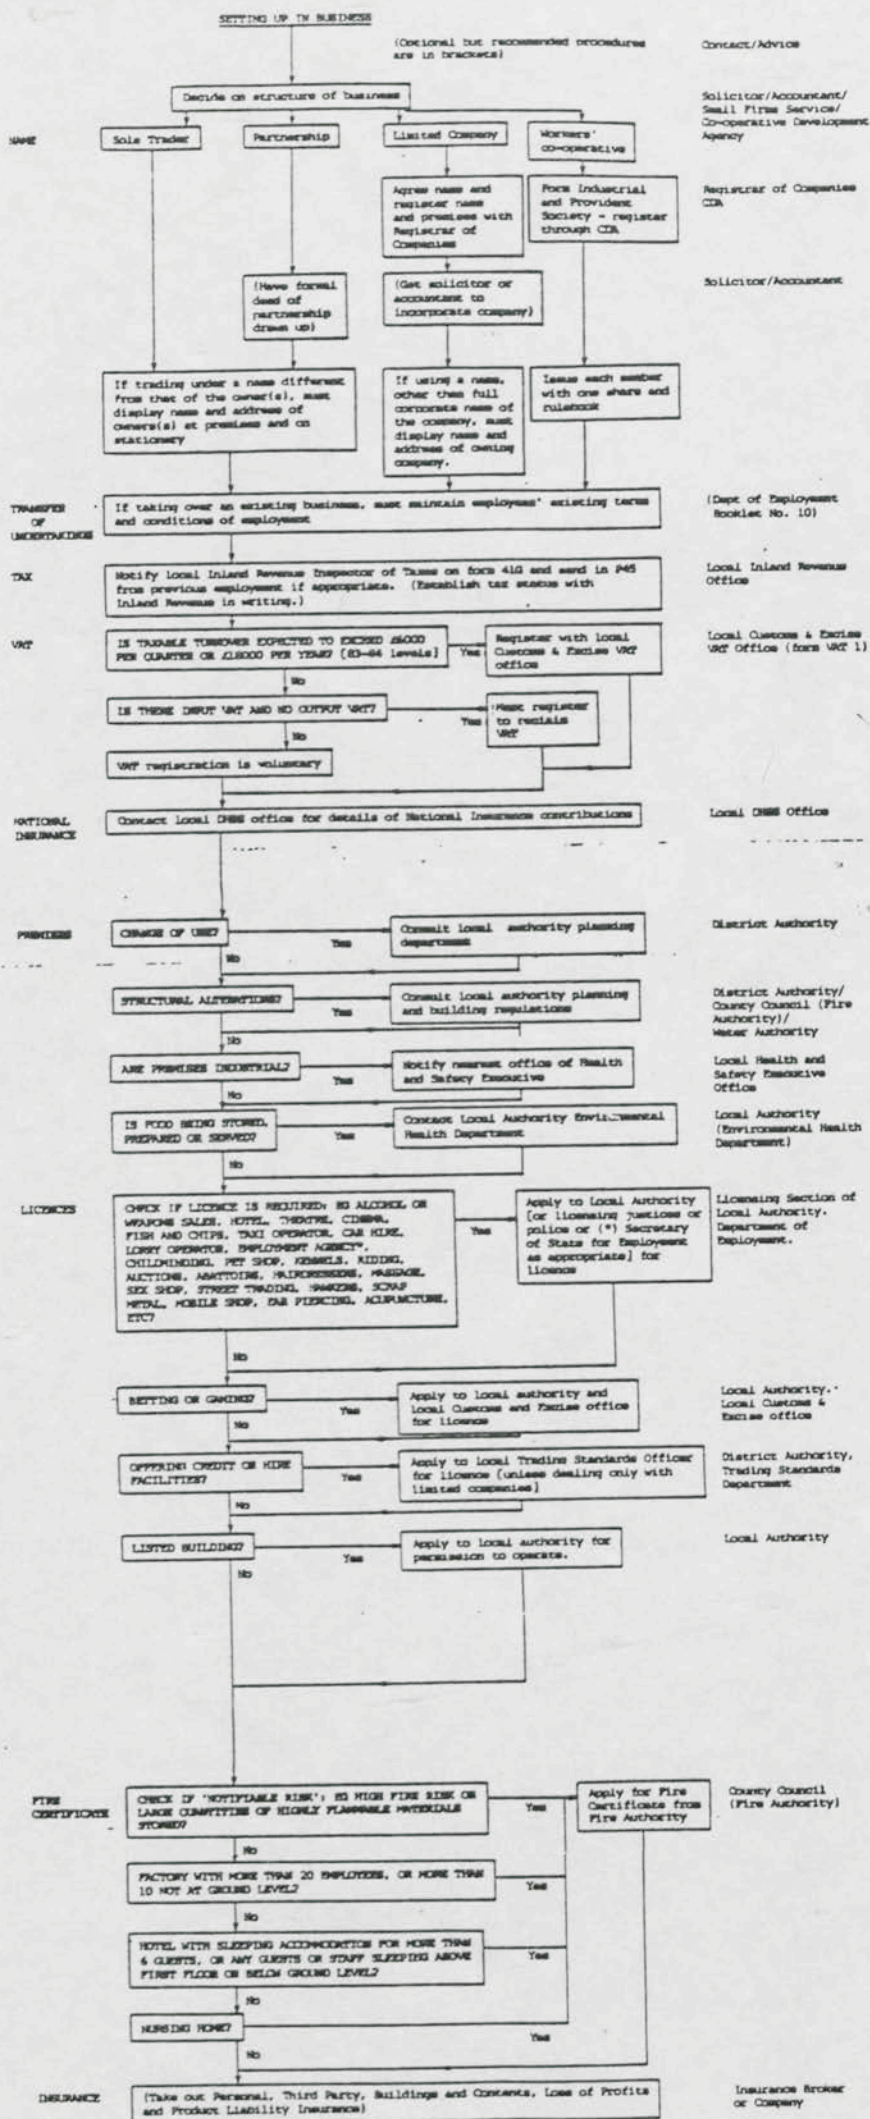 SETTING UP IN BUSINESS
(Optional but recommended procedures
are in brackets)
Contact/Advice
Decide on structure of business
Solicitor/Accountant/
Small Firms Service/
Co-operative Development
Agency
NAME
Sole Trader
Partnership
Limited Company
Workers'
co-operative
Agree name and
register name
and premises with
Registrar of
Companies
Form Industrial
and Provident
Society - register
through CDA
Registrar of Companies
CDA
(Have formal
deed of
partnership
drawn up)
(Get solicitor or
accountant to
incorporate company)
Solicitor/Accountant
If trading under a name different
from that of the owner(s), must
display name and address of
owners(s) at premises and on
stationery
If using a name,
other than full
corporate name of
the company, must
display name and
address of owning
company.
Issue each member
with one share and
rulebook
TRANSFER
OF
UNDERTAKINGS
If taking over an existing business, must maintain employees' existing terms
and conditions of employment
(Dept of Employment
Booklet No. 10)
TAX
Notify Local Inland Revenue Inspector of Taxes on form 41G and send in P45
from previous employment if appropriate. (Establish tax status with
Inland Revenue in writing.)
Local Inland Revenue
Office
VAT
IS TAXABLE TURNOVER EXPECTED TO EXCEED £6000
PER QUARTER OR £18000 PER YEAR? [83-84 levels]
Yes
Register with local
Customs & Excise VAT
office
Local Customs & Excise
VAT Office (form VAT 1)
No
IS THERE INPUT VAT AND NO OUTPUT VAT?
Yes
Must register
to reclaim
VAT
No
VAT registration is voluntary
NATIONAL
INSURANCE
Contact Local DHSS office for details of National Insurance contributions
Local DHSS Office
PREMISES
CHANGE OF USE?
Yes
Consult local authority planning
department
District Authority
No
STRUCTURAL ALTERATIONS?
Yes
Consult local authority planning
and building regulations
District Authority/
County Council (Fire
Authority)/
Water Authority
No
ARE PREMISES INDUSTRIAL?
Yes
Notify nearest office of Health
and Safety Executive
Local Health and
Safety Executive
Office
No
IS FOOD BEING STORED,
PREPARED OR SERVED?
Yes
Contact Local Authority Environmental
Health Department
Local Authority
(Environmental Health
Department)
No
LICENCES
CHECK IF LICENCE IS REQUIRED: EG ALCOHOL OR
WEAPONS SALES, HOTEL, THEATRE, CINEMA,
FISH AND CHIPS, TAXI OPERATOR, CAR HIRE,
LORRY OPERATOR, EMPLOYMENT AGENCY*,
CHILDMINDING, PET SHOP, KENNELS, RIDING,
AUCTIONS, ABATTOIRS, HAIRDRESSERS, MASSAGE,
SEX SHOP, STREET TRADING, HAWKERS, SCRAP
METAL, MOBILE SHOP, EAR PIERCING, ACUPUNCTURE,
ETC?
Yes
Apply to Local Authority
[or licensing justices or
police or (*) Secretary
of State for Employment
as appropriate] for
licence
Licensing Section of
Local Authority.
Department of
Employment.
No
BETTING OR GAMING?
Yes
Apply to local authority and
Local Customs and Excise office
for licence
Local Authority.
Local Customs &
Excise office
No
OFFERING CREDIT OR HIRE
FACILITIES?
Yes
Apply to Local Trading Standards Officer
for licence [unless dealing only with
limited companies]
District Authority,
Trading Standards
Department
No
LISTED BUILDING?
Yes
Apply to local authority for
permission to operate.
Local Authority
No
FIRE
CERTIFICATE
CHECK IF 'NOTIFIABLE RISK': EG HIGH FIRE RISK OR
LARGE QUANTITIES OF HIGHLY FLAMMABLE MATERIALS
STORED?
Yes
Apply for Fire
Certificate from
Fire Authority
County Council
(Fire Authority)
No
FACTORY WITH MORE THAN 20 EMPLOYEES, OR MORE THAN
10 NOT AT GROUND LEVEL?
Yes
No
HOTEL WITH SLEEPING ACCOMMODATION FOR MORE THAN
6 GUESTS, OR ANY GUESTS OR STAFF SLEEPING ABOVE
FIRST FLOOR OR BELOW GROUND LEVEL?
Yes
No
NURSING HOME?
Yes
No
INSURANCE
(Take out Personal, Third Party, Buildings and Contents, Loss of Profits
and Product Liability Insurance)
Insurance Broker
or Company